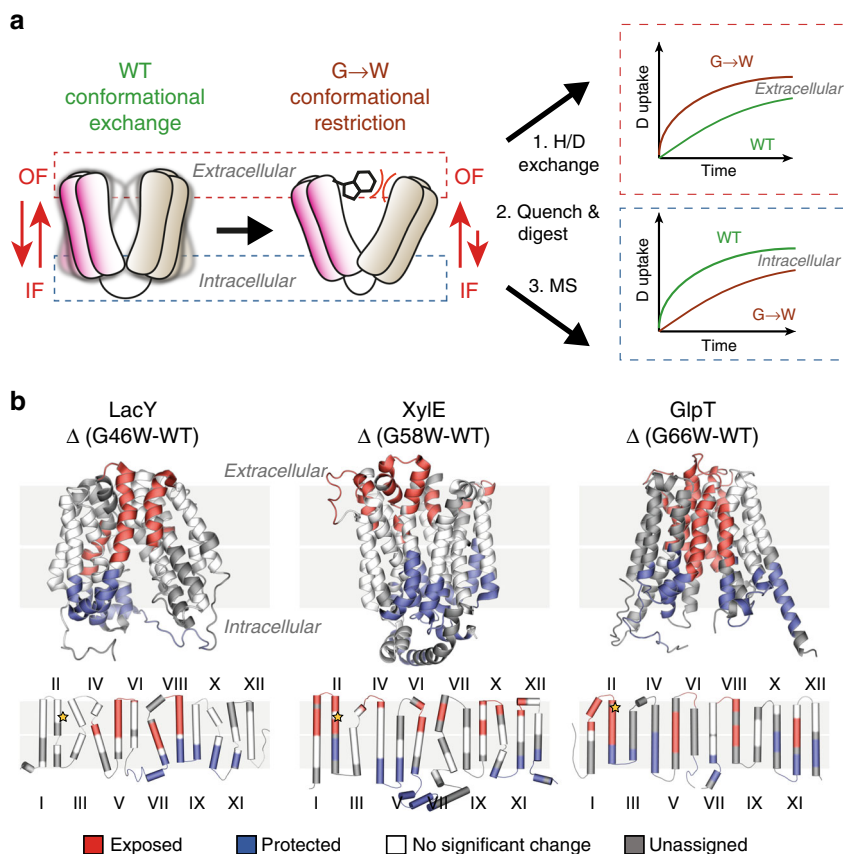 a
WT
conformational
exchange
G→W
conformational
restriction
Extracellular
OF
IF
Intracellular
OF
IF
1. H/D
exchange
2. Quench &
digest
3. MS
D uptake
G→W
Extracellular
WT
Time
D uptake
WT
Intracellular
G→W
Time
b
LacY
Δ (G46W-WT)
XylE
Δ (G58W-WT)
GlpT
Δ (G66W-WT)
Extracellular
Intracellular
II IV VI VIII X XII
I III V VII IX XI
II IV VI VIII X XII
I III V VII IX XI
II IV VI VIII X XII
I III V VII IX XI
Exposed
Protected
No significant change
Unassigned